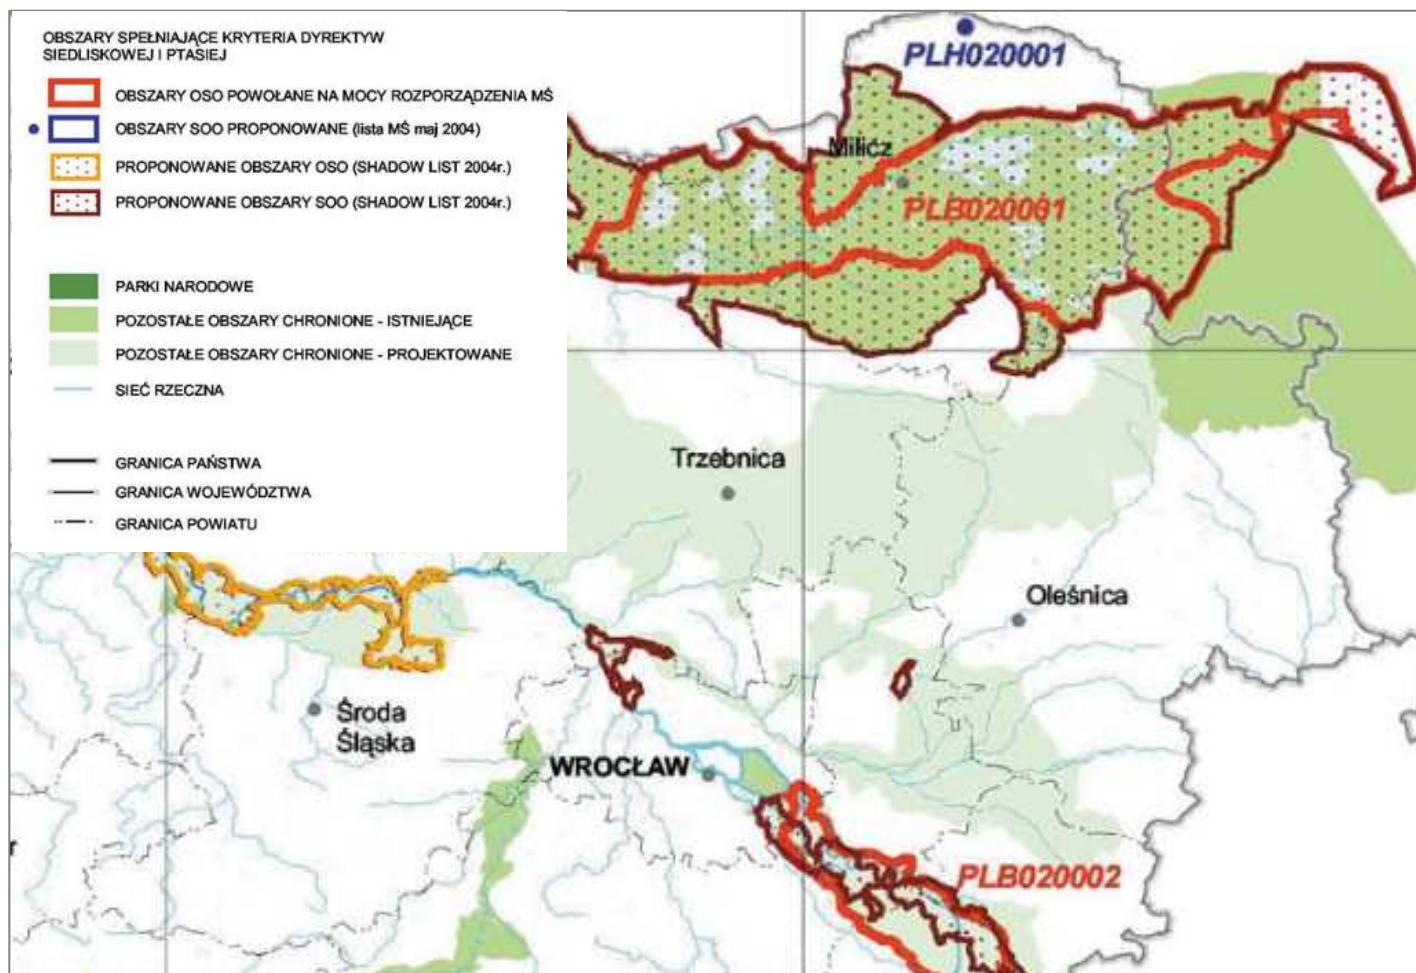 OBSZARY SPEŁNIAJĄCE KRYTERIA DYREKTYW
SIEDLISKOWEJ I PTASIEJ
OBSZARY OSO POWOŁANE NA MOCY ROZPORZĄDZENIA MŚ
OBSZARY SOO PROPONOWANE (lista MŚ maj 2004)
PROPONOWANE OBSZARY OSO (SHADOW LIST 2004r.)
PROPONOWANE OBSZARY SOO (SHADOW LIST 2004r.)
PARKI NARODOWE
POZOSTAŁE OBSZARY CHRONIONE - ISTNIEJĄCE
POZOSTAŁE OBSZARY CHRONIONE - PROJEKTOWANE
SIEĆ RZECZNA
GRANICA PAŃSTWA
GRANICA WOJEWÓDZTWA
GRANICA POWIATU
PLH020001
Milicz
PLB020001
Trzebnica
Oleśnica
Środa
Śląska
WROCŁAW
PLB020002
r